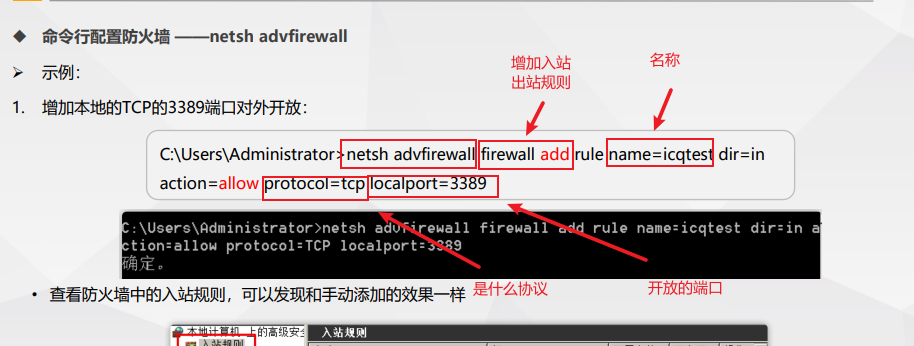 ◆ 命令行配置防火墙 ——netsh advfirewall
➢ 示例：
增加入站
出站规则
名称
1. 增加本地的TCP的3389端口对外开放：
C:\Users\Administrator>netsh advfirewall firewall add rule name=icqtest dir=in
action=allow protocol=tcp localport=3389
C:\Users\Administrator>netsh advfirewall firewall add rule name=icqtest dir=in a
ction=allow protocol=TCP localport=3389
确定。
是什么协议
开放的端口
• 查看防火墙中的入站规则，可以发现和手动添加的效果一样
本地计算机 上的高级安全
入站规则
入站规则